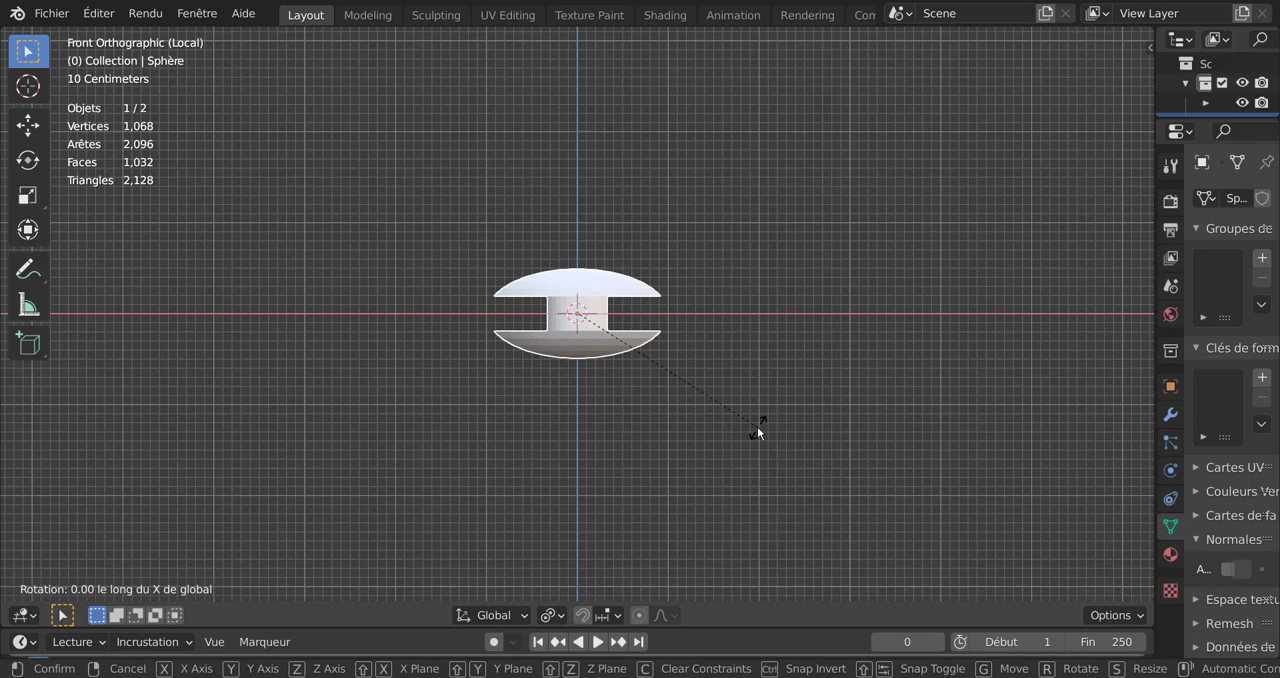 Fichier Éditer Rendu Fenêtre Aide Layout Modeling Sculpting UV Editing Texture Paint Shading Animation Rendering Con Scene View Layer
Front Orthographic (Local)
(0) Collection | Sphère
10 Centimeters
Objets 1 / 2
Vertices 1,068
Arêtes 2,096
Faces 1,032
Triangles 2,128
Sc
Sp...
Groupes de
Clés de form
Cartes UV
Couleurs Ver
Cartes de fa
Normales
A...
Espace textu
Remesh
Données de
Rotation: 0.00 le long du X de global
Global Options
Lecture Incrustation Vue Marqueur 0 Début 1 Fin 250
Confirm Cancel X X Axis Y Y Axis Z Z Axis X X Plane Y Y Plane Z Z Plane C Clear Constraints Ctrl Snap Invert Snap Toggle G Move R Rotate S Resize Automatic Con